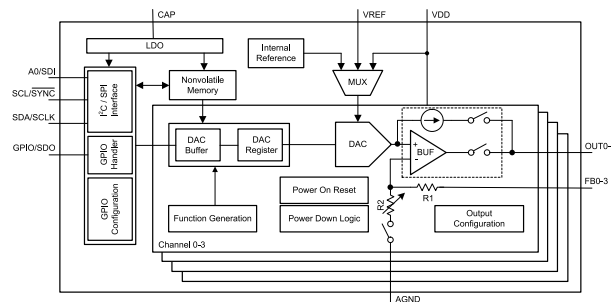 CAP
VREF
VDD
LDO
Internal
Reference
MUX
A0/SDI
SCL/SYNC
SDA/SCLK
GPIO/SDO
I²C / SPI
Interface
GPIO
Handler
GPIO
Configuration
Nonvolatile
Memory
DAC
Buffer
DAC
Register
DAC
+
BUF
-
OUT0-
FB0-3
R1
R2
Power On Reset
Power Down Logic
Function Generation
Output
Configuration
Channel 0-3
AGND